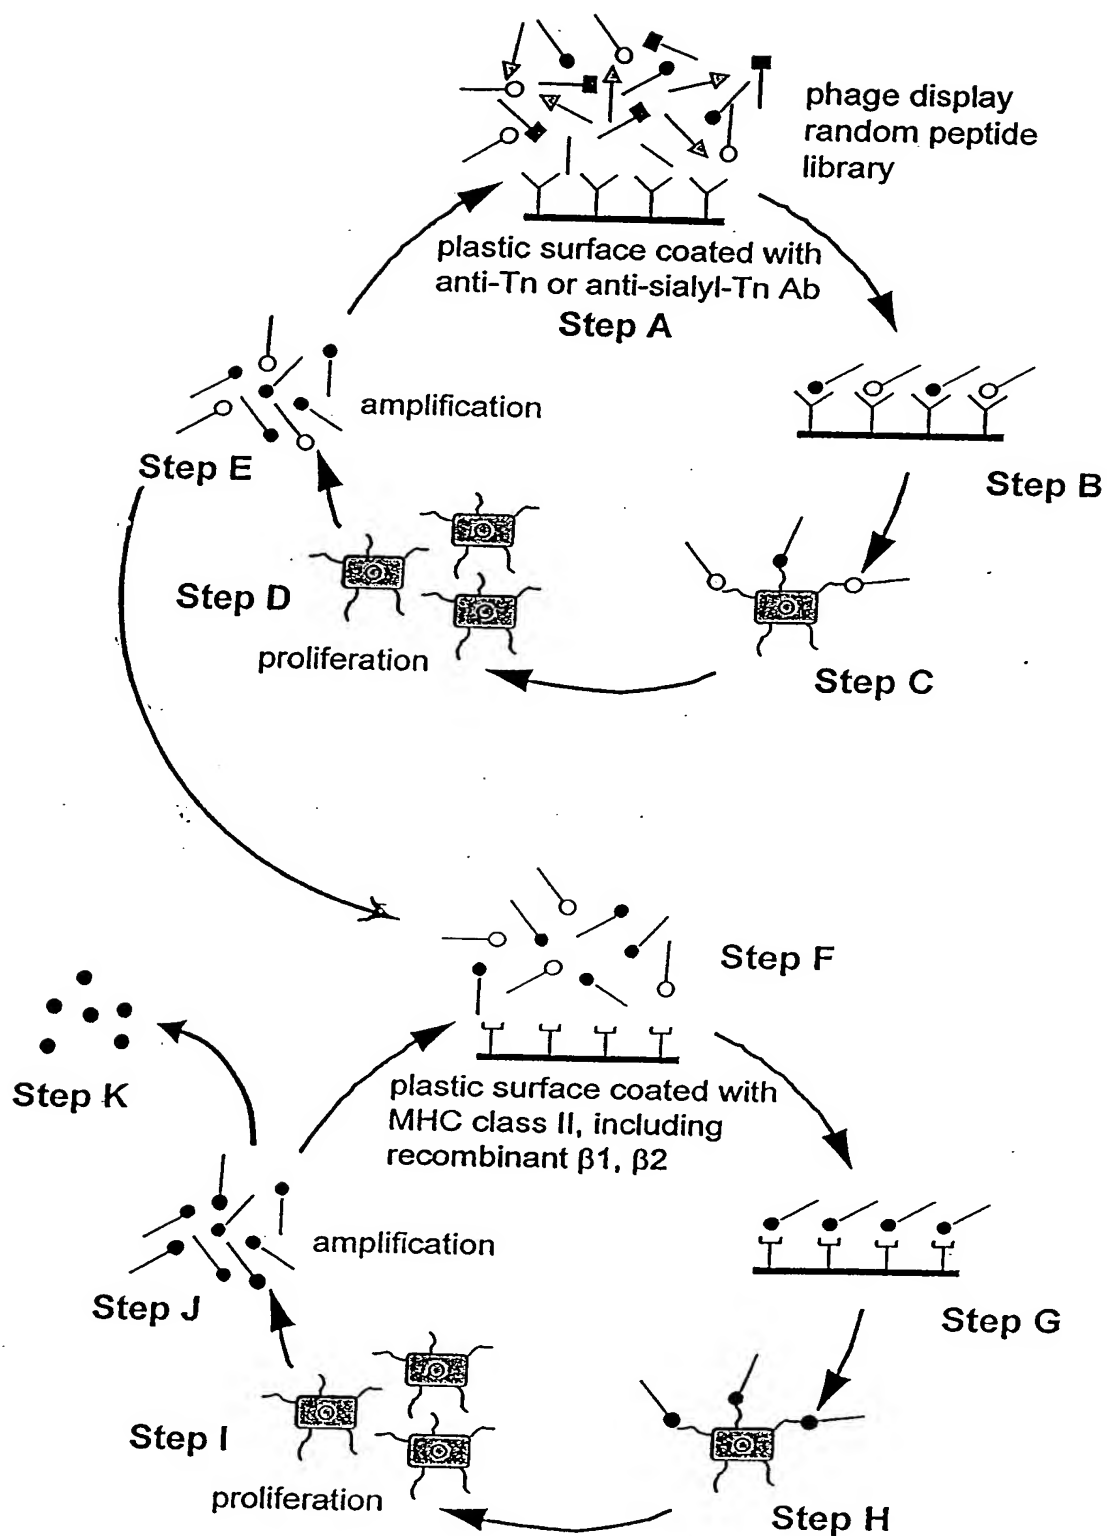 phage display
random peptide
library
plastic surface coated with
anti-Tn or anti-sialyl-Tn Ab
Step A
amplification
Step E
Step B
Step D
proliferation
Step C
Step F
plastic surface coated with
MHC class II, including
recombinant β1, β2
Step K
amplification
Step J
Step G
Step I
proliferation
Step H